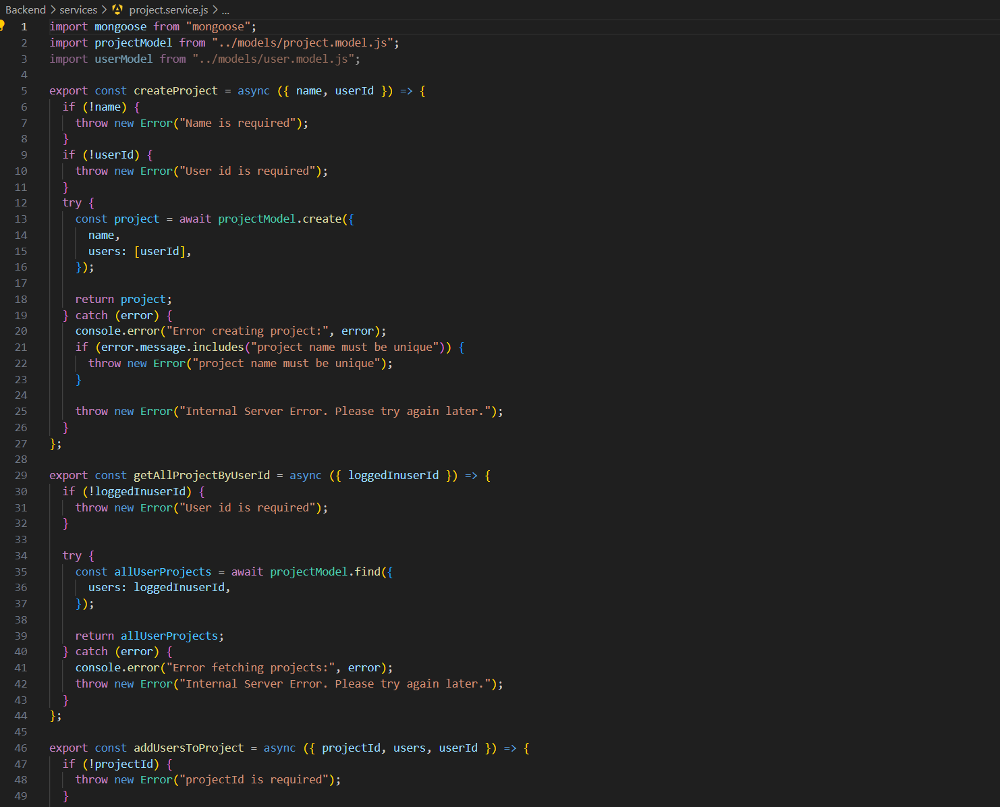 Backend > services > project.service.js > ...
1 import mongoose from "mongoose";
2 import projectModel from "../models/project.model.js";
3 import userModel from "../models/user.model.js";
4
5 export const createProject = async ({ name, userId }) => {
6 if (!name) {
7 throw new Error("Name is required");
8 }
9 if (!userId) {
10 throw new Error("User id is required");
11 }
12 try {
13 const project = await projectModel.create({
14 name,
15 users: [userId],
16 });
17
18 return project;
19 } catch (error) {
20 console.error("Error creating project:", error);
21 if (error.message.includes("project name must be unique")) {
22 throw new Error("project name must be unique");
23 }
24
25 throw new Error("Internal Server Error. Please try again later.");
26 }
27 };
28
29 export const getAllProjectByUserId = async ({ loggedInuserId }) => {
30 if (!loggedInuserId) {
31 throw new Error("User id is required");
32 }
33
34 try {
35 const allUserProjects = await projectModel.find({
36 users: loggedInuserId,
37 });
38
39 return allUserProjects;
40 } catch (error) {
41 console.error("Error fetching projects:", error);
42 throw new Error("Internal Server Error. Please try again later.");
43 }
44 };
45
46 export const addUsersToProject = async ({ projectId, users, userId }) => {
47 if (!projectId) {
48 throw new Error("projectId is required");
49 }